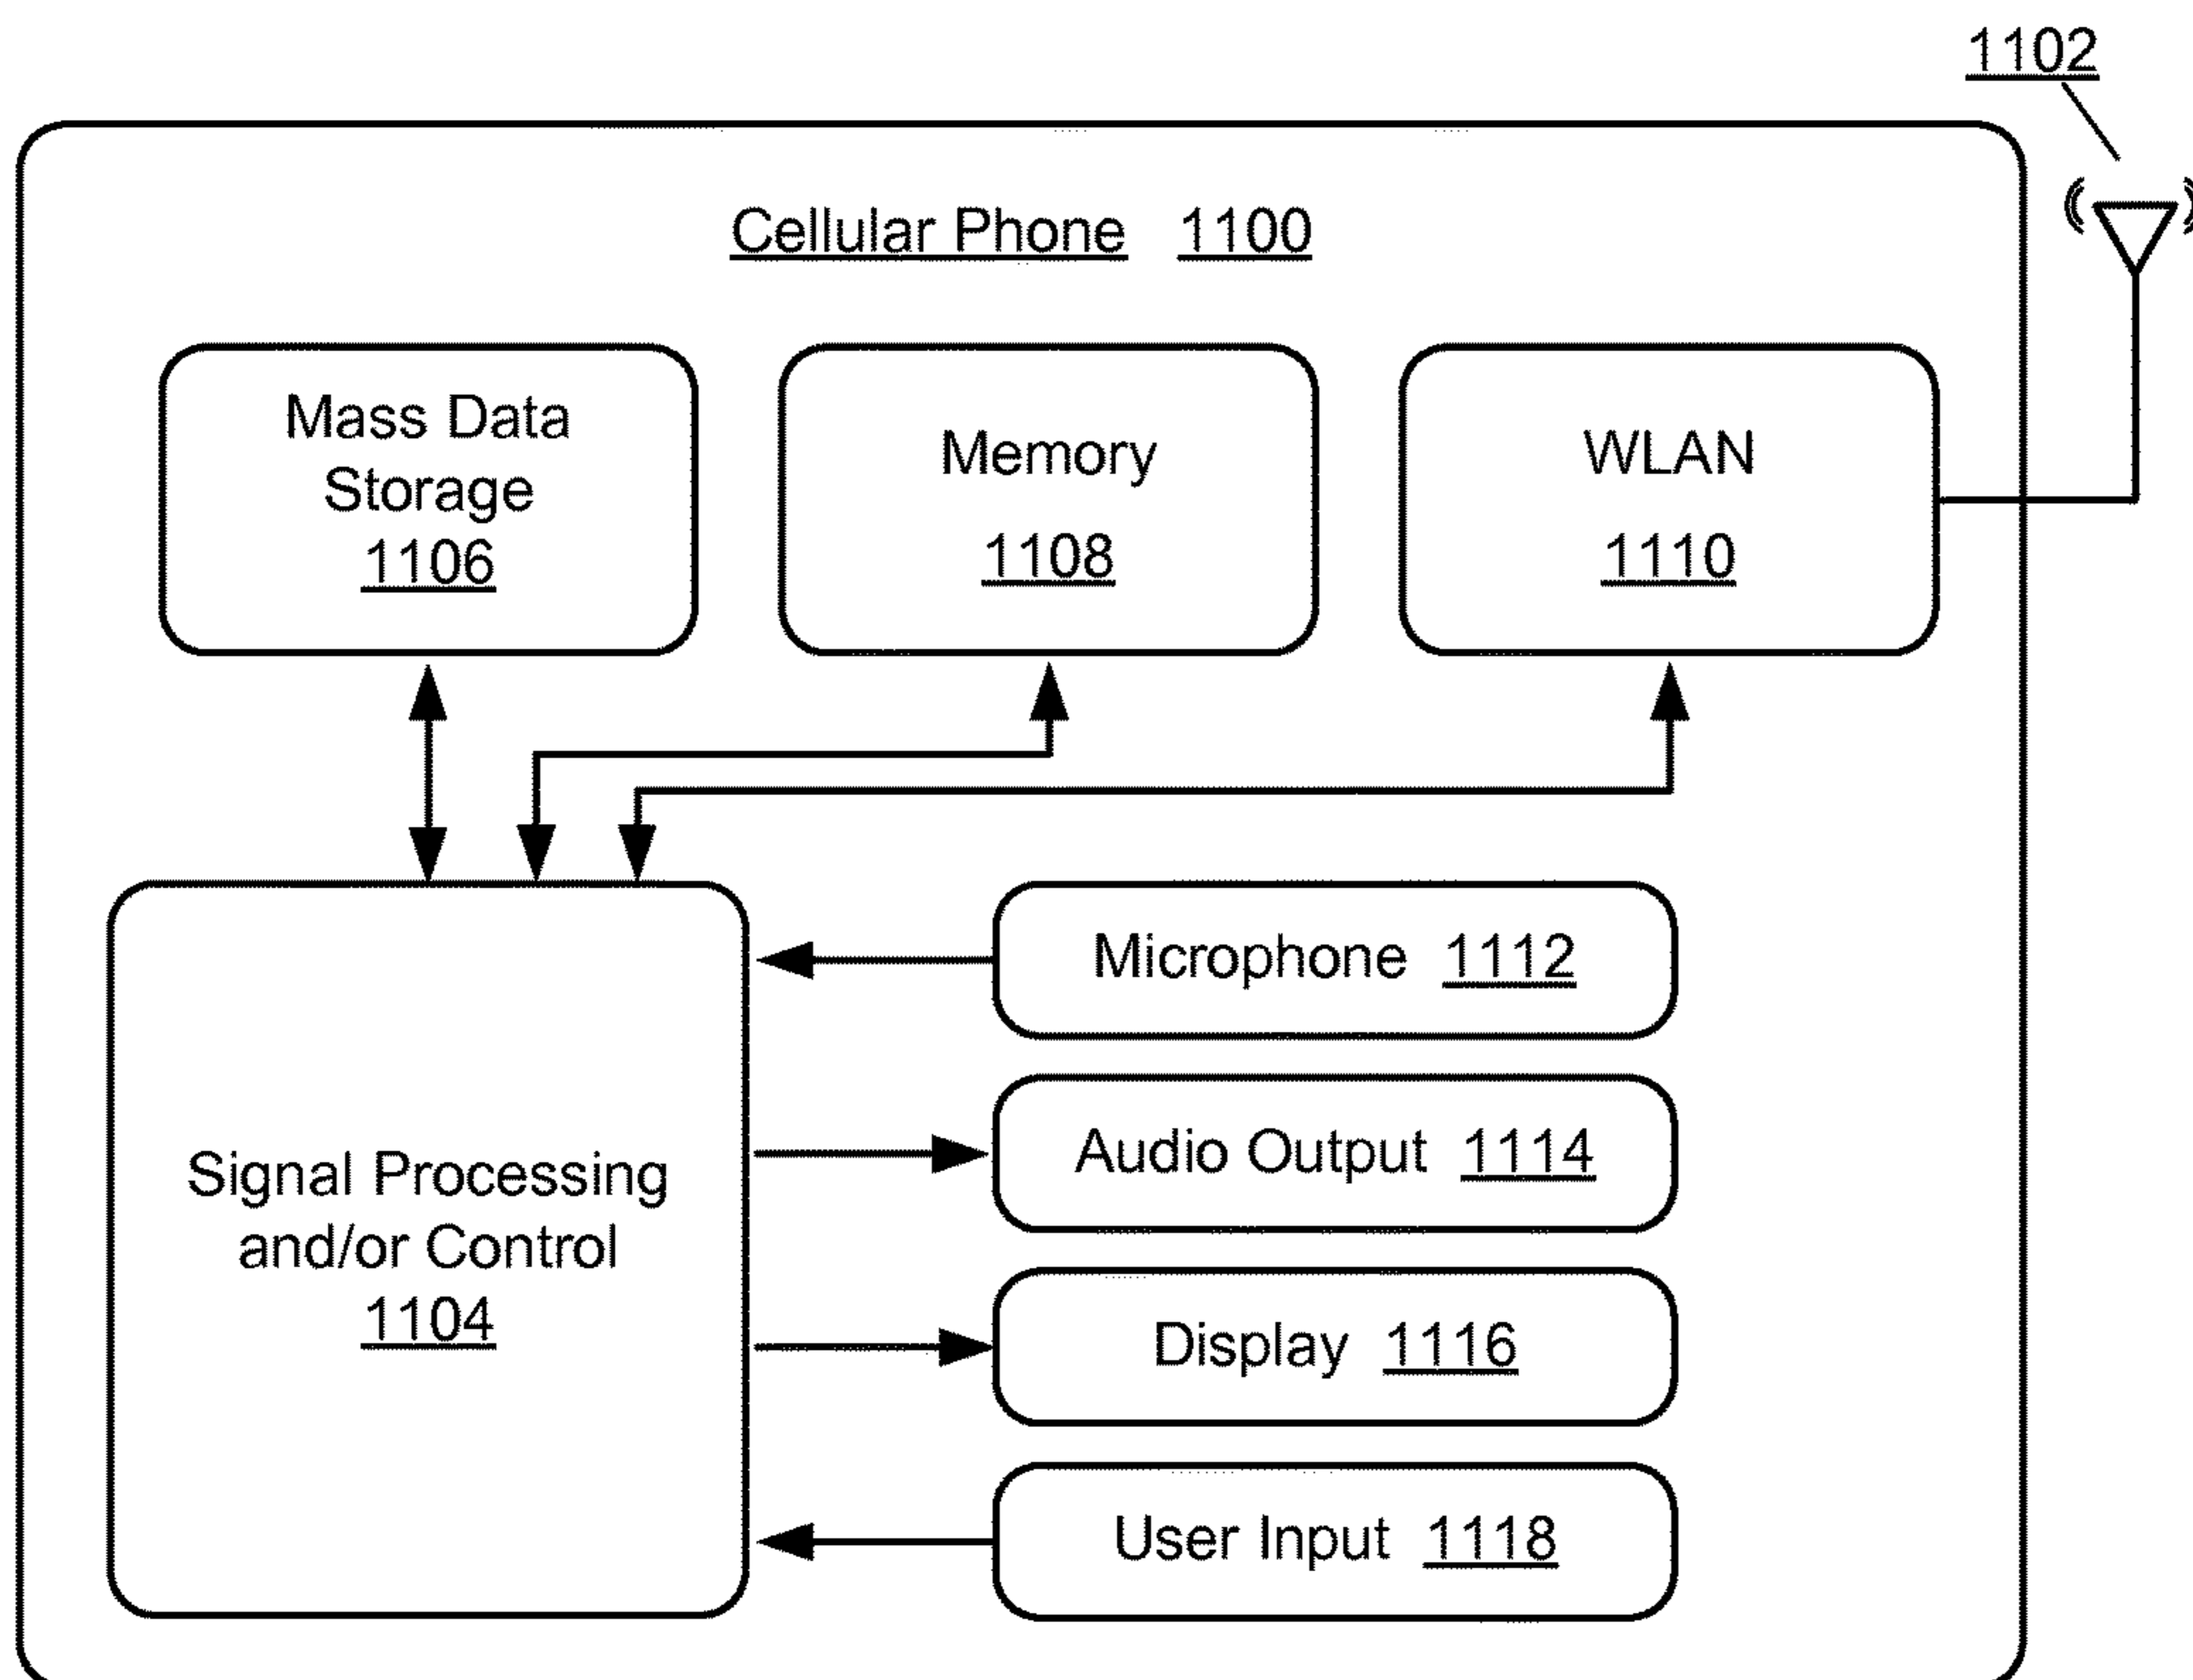 1102
Cellular Phone 1100
Mass Data
Storage
1106
Memory
1108
WLAN
1110
Signal Processing
and/or Control
1104
Microphone 1112
Audio Output 1114
Display 1116
User Input 1118